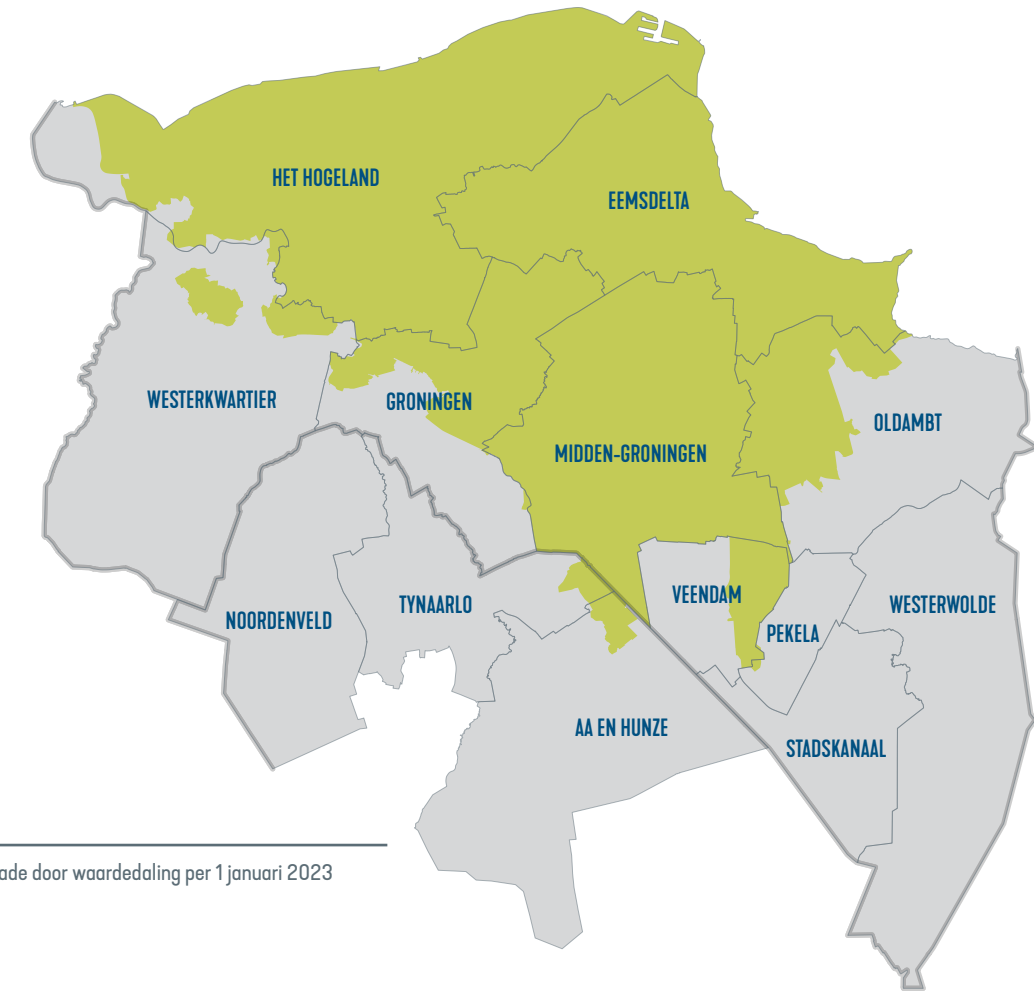 HET HOGELAND
EEMSDELTA
WESTERKWARTIER
GRONINGEN
OLDAMBT
MIDDEN-GRONINGEN
VEENDAM
TYNAARLO
WESTERWOLDE
NOORDENVELD
PEKELA
AA EN HUNZE
STADSKANAAL
ade door waardedaling per 1 januari 2023